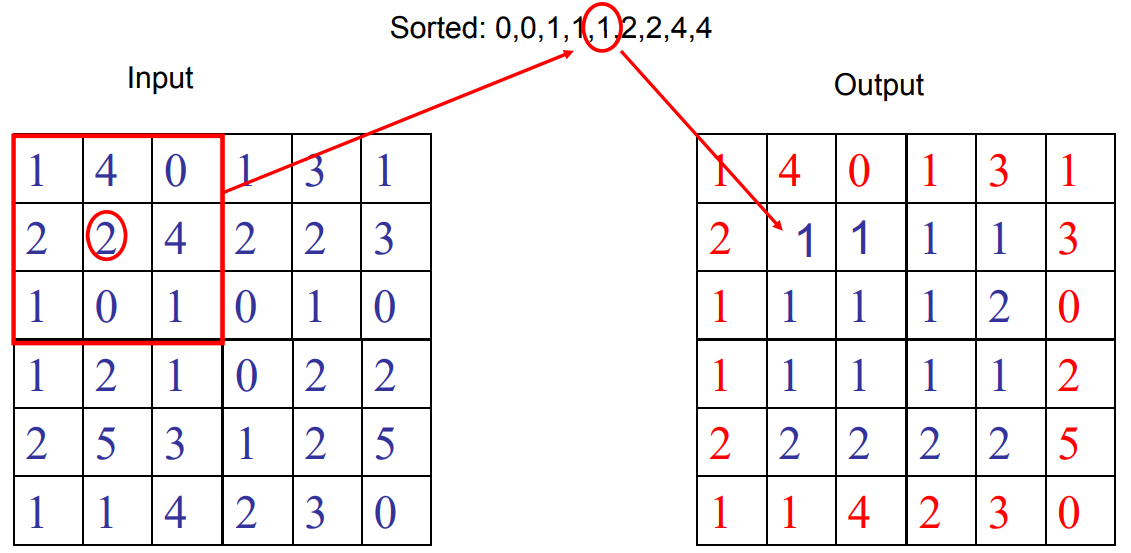 Sorted: 0,0,1,1,1,2,2,4,4
Input
Output
1 4 0 1 3 1
2 2 4 2 2 3
1 0 1 0 1 0
1 2 1 0 2 2
2 5 3 1 2 5
1 1 4 2 3 0
1 4 0 1 3 1
2 1 1 1 1 3
1 1 1 1 2 0
1 1 1 1 1 2
2 2 2 2 2 5
1 1 4 2 3 0